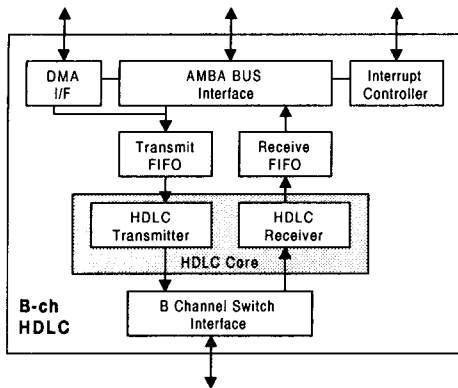 DMA
I/F
AMBA BUS
Interface
Interrupt
Controller
Transmit
FIFO
Receive
FIFO
HDLC
Transmitter
HDLC
Receiver
HDLC Core
B Channel Switch
Interface
B-ch
HDLC